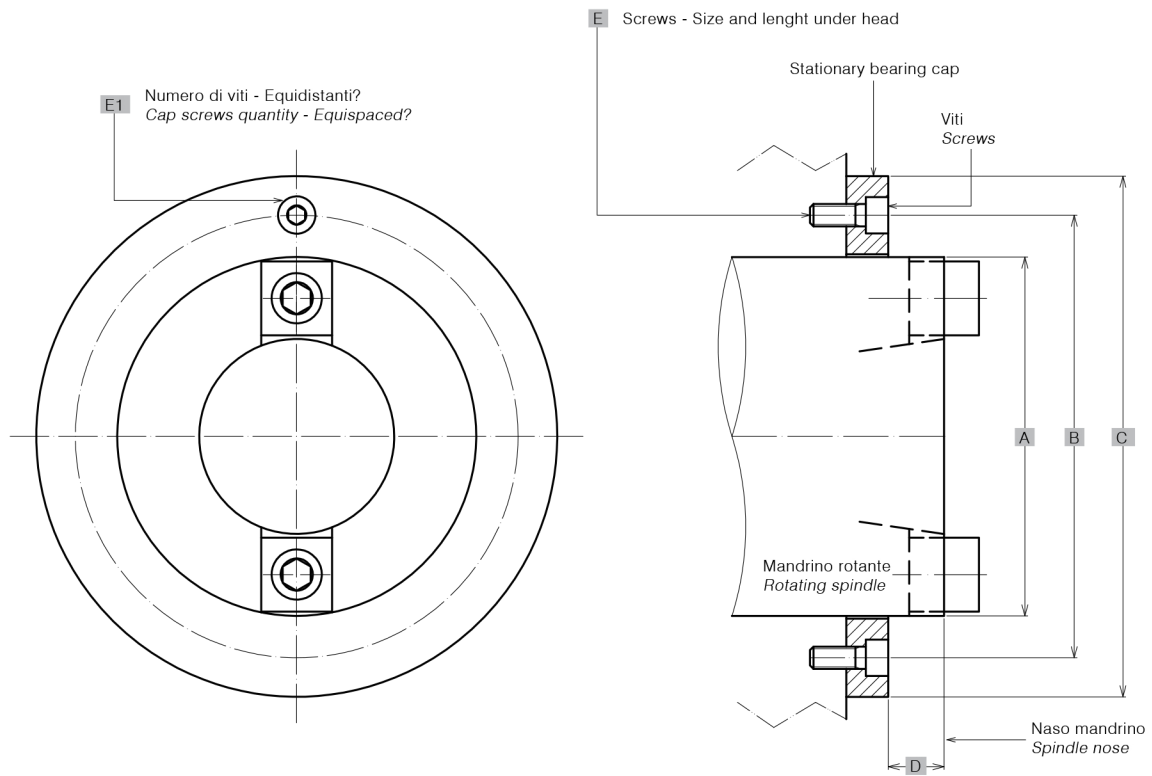 E Screws - Size and lenght under head
Stationary bearing cap
E1
Numero di viti - Equidistanti?
Cap screws quantity - Equispaced?
Viti
Screws
A
B
C
Mandrino rotante
Rotating spindle
Naso mandrino
Spindle nose
D